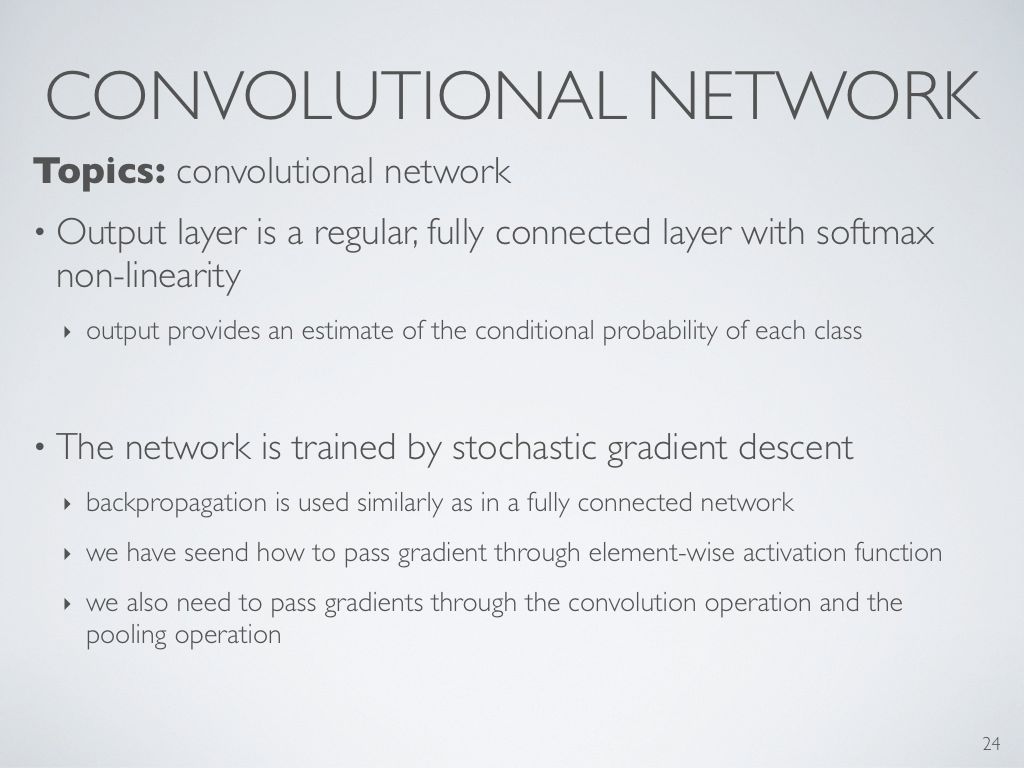 CONVOLUTIONAL NETWORK
Topics: convolutional network
• Output layer is a regular, fully connected layer with softmax
non-linearity
‣ output provides an estimate of the conditional probability of each class
• The network is trained by stochastic gradient descent
‣ backpropagation is used similarly as in a fully connected network
‣ we have seend how to pass gradient through element-wise activation function
‣ we also need to pass gradients through the convolution operation and the
pooling operation
24